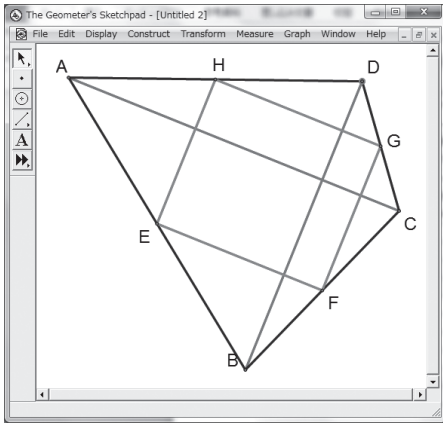 The Geometer's Sketchpad - [Untitled 2]
File Edit Display Construct Transform Measure Graph Window Help
A H D
G
A
E C
F
B